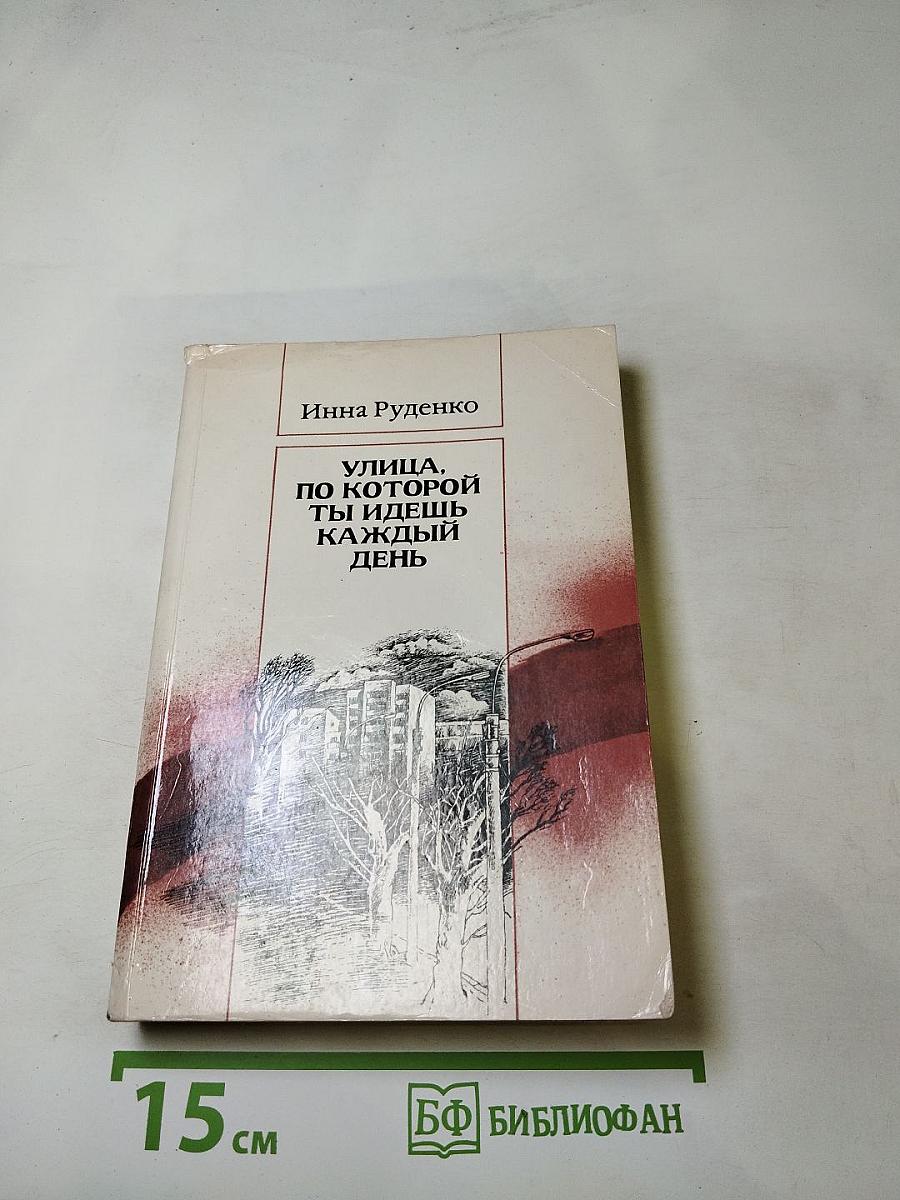 Инна Руденко
УЛИЦА,
ПО КОТОРОЙ
ТЫ ИДЕШЬ
КАЖДЫЙ
ДЕНЬ
15 см
БФ БИБЛИОФАН